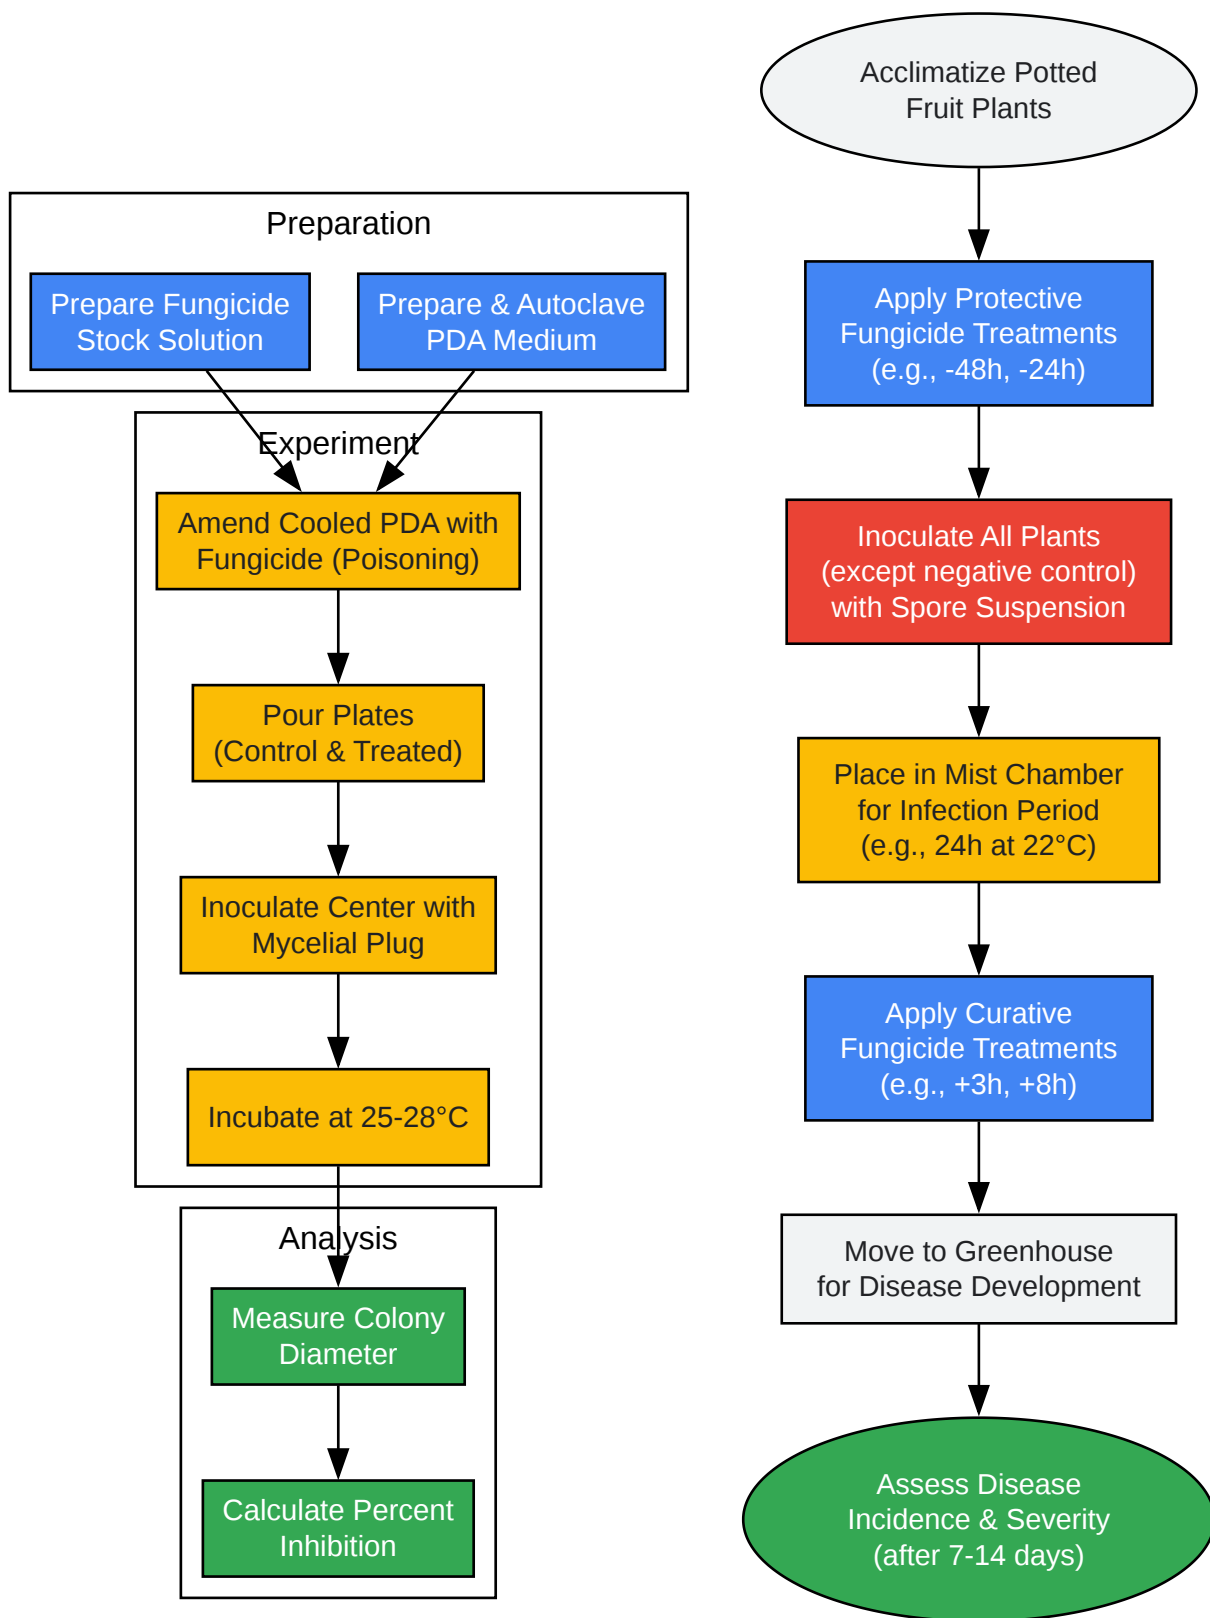 Preparation
Prepare Fungicide
Stock Solution
Prepare & Autoclave
PDA Medium
Experiment
Amend Cooled PDA with
Fungicide (Poisoning)
Pour Plates
(Control & Treated)
Inoculate Center with
Mycelial Plug
Incubate at 25-28°C
Analysis
Measure Colony
Diameter
Calculate Percent
Inhibition
Acclimatize Potted
Fruit Plants
Apply Protective
Fungicide Treatments
(e.g., -48h, -24h)
Inoculate All Plants
(except negative control)
with Spore Suspension
Place in Mist Chamber
for Infection Period
(e.g., 24h at 22°C)
Apply Curative
Fungicide Treatments
(e.g., +3h, +8h)
Move to Greenhouse
for Disease Development
Assess Disease
Incidence & Severity
(after 7-14 days)